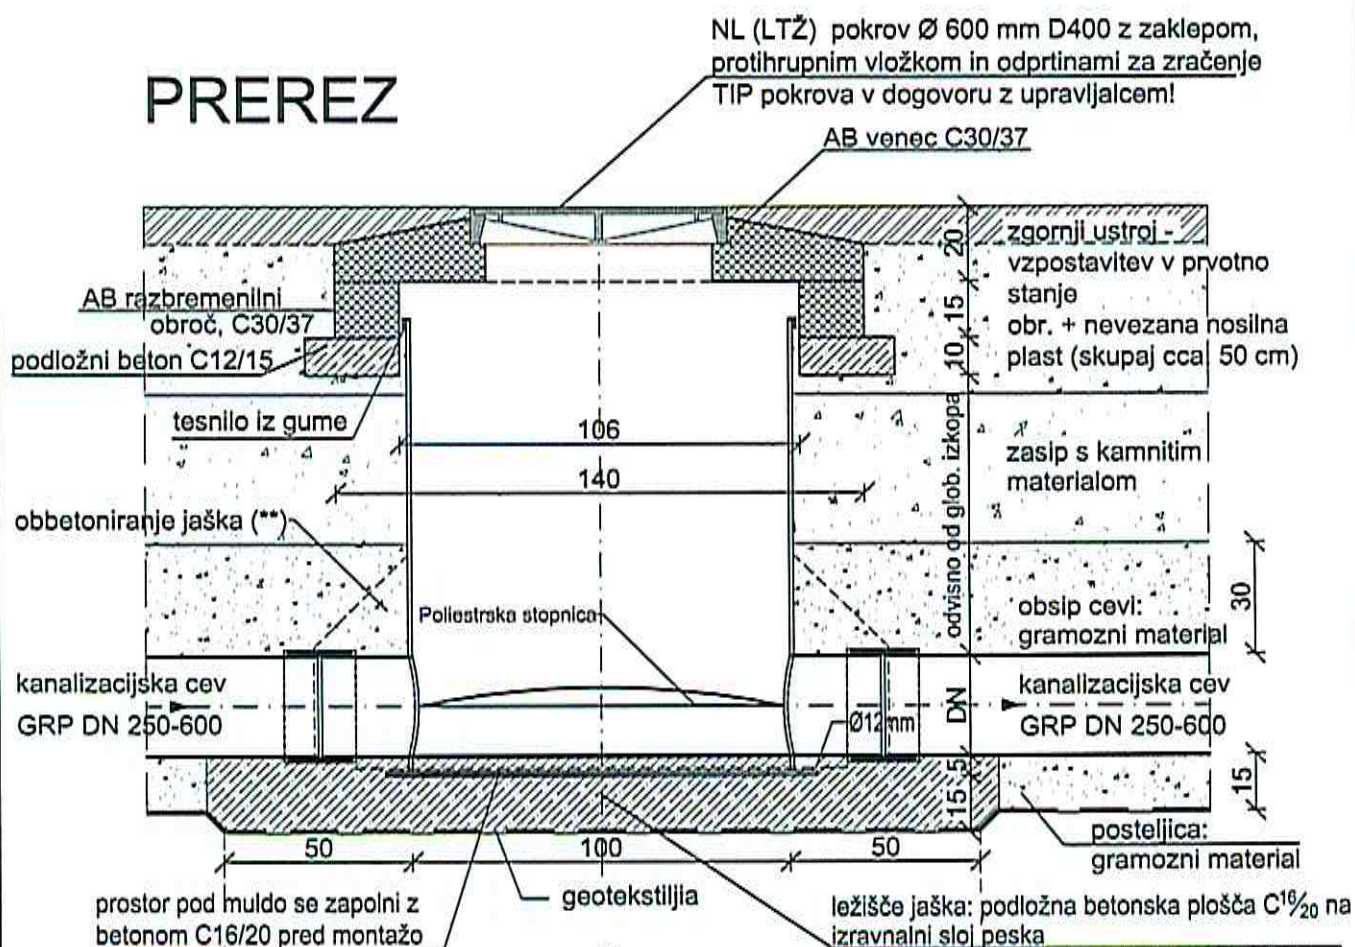 PREREZ
NL (LTŽ) pokrov Ø 600 mm D400 z zaklepom,
protihrupnim vložkom in odprtinami za zračenje
TIP pokrova v dogovoru z upravljalcem!
AB venec C30/37
AB razbremenilni
obroč, C30/37
podložni beton C12/15
tesnilo iz gume
20
15
10
zgornji ustroj -
vzpostavitev v prvotno
stanje
obr. + nevezana nosilna
plast (skupaj cca 50 cm)
106
140
odvisno od glob. izkopa
zasip s kamnitim
materialom
obbetoniranje jaška (**)
Poliestrska stopnica
obsip cevi:
gramozni material
30
kanalizacijska cev
GRP DN 250-600
Ø12mm
DN
kanalizacijska cev
GRP DN 250-600
5
15
15
50
100
50
posteljica:
gramozni material
geotekstiljia
prostor pod muldo se zapolni z
betonom C16/20 pred montažo
ležišče jaška: podložna betonska plošča C16/20 na
izravnalni sloj peska